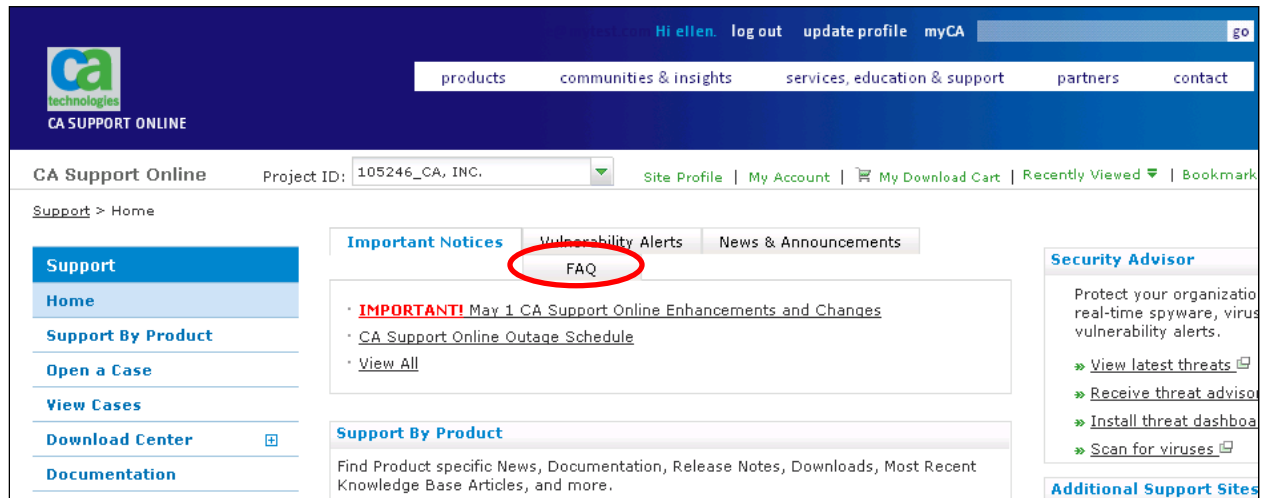 Hi ellen. log out update profile myCA go
ca
technologies
CA SUPPORT ONLINE
products communities & insights services, education & support partners contact
CA Support Online Project ID: 105246_CA, INC. Site Profile | My Account | My Download Cart | Recently Viewed | Bookmark
Support > Home
Important Notices Vulnerability Alerts News & Announcements
FAQ
Support
Home
Support By Product
Open a Case
View Cases
Download Center
Documentation
· IMPORTANT! May 1 CA Support Online Enhancements and Changes
· CA Support Online Outage Schedule
· View All
Support By Product
Find Product specific News, Documentation, Release Notes, Downloads, Most Recent
Knowledge Base Articles, and more.
Security Advisor
Protect your organizatio
real-time spyware, virus
vulnerability alerts.
» View latest threats
» Receive threat adviso
» Install threat dashboa
» Scan for viruses
Additional Support Sites